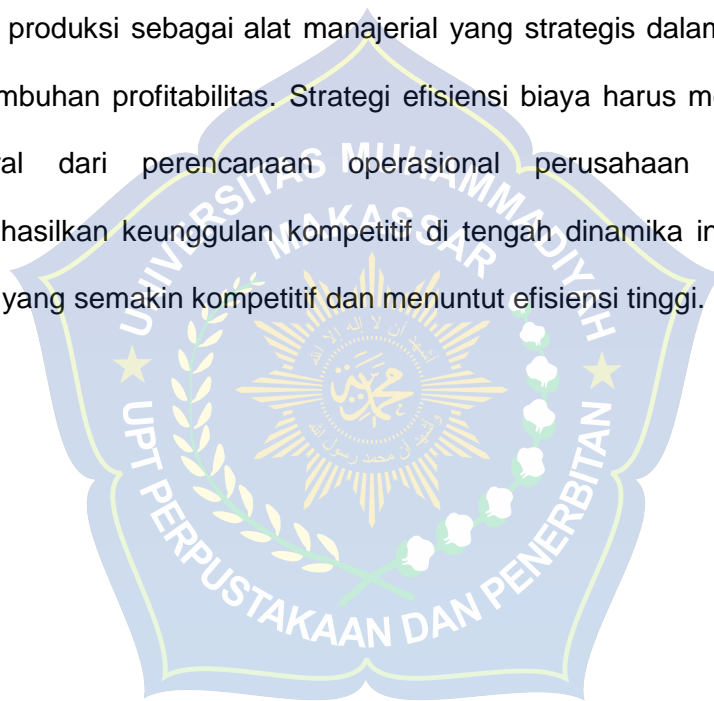 produksi sebagai alat manajerial yang strategis dalam
mbuhan profitabilitas. Strategi efisiensi biaya harus me
al dari perencanaan operasional perusahaan
hasilkan keunggulan kompetitif di tengah dinamika in
yang semakin kompetitif dan menuntut efisiensi tinggi.
UNIVERSITAS MUHAMMADIYAH
MAKASSAR
UPT PERPUSTAKAAN DAN PENERBITAN